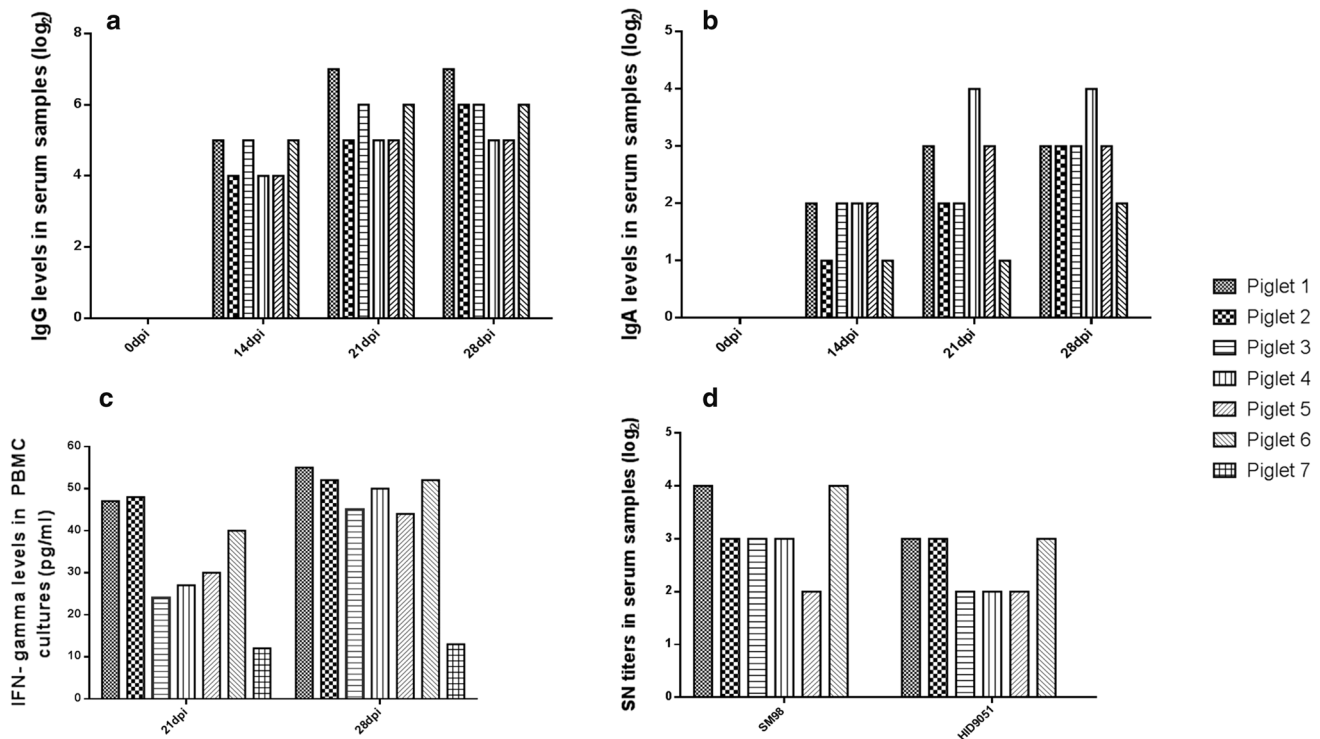 a
IgG levels in serum samples (log2)
8
6
4
2
0
0dpi
14dpi
21dpi
28dpi
b
IgA levels in serum samples (log2)
5
4
3
2
1
0
0dpi
14dpi
21dpi
28dpi
c
IFN- gamma levels in PBMC
cultures (pg/ml)
60
50
40
30
20
10
0
21dpi
28dpi
d
SN titers in serum samples (log2)
5
4
3
2
1
0
SM98
HID9051
Piglet 1
Piglet 2
Piglet 3
Piglet 4
Piglet 5
Piglet 6
Piglet 7